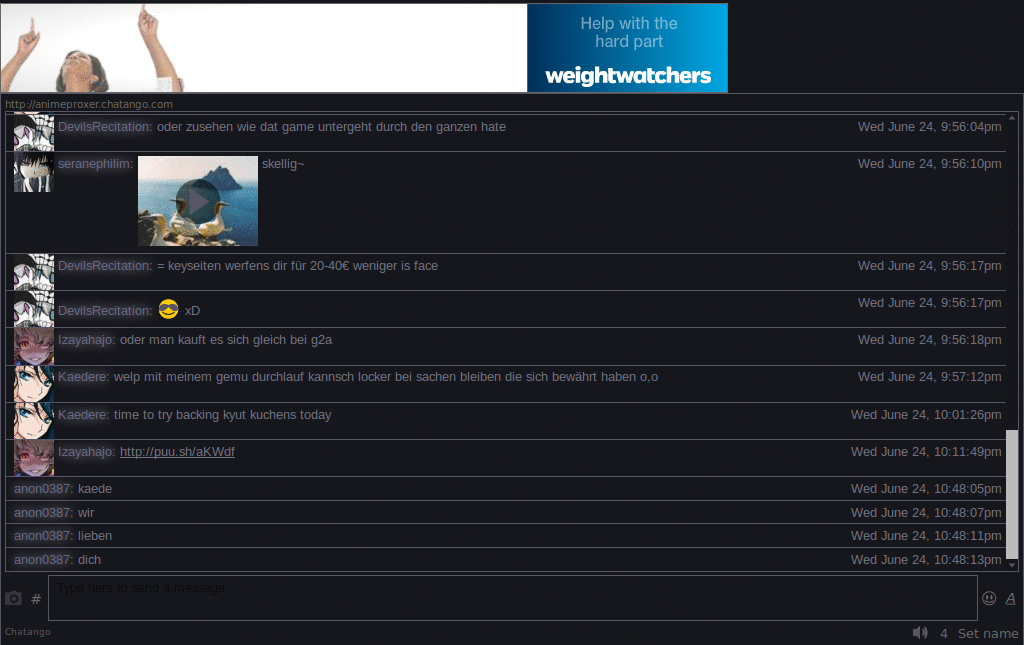 Help with the
hard part
weightwatchers
http://animeproxer.chatango.com
DevilsRecitation: oder zusehen wie dat game untergeht durch den ganzen hate Wed June 24, 9:56:04pm
seranephilim: skellig~ Wed June 24, 9:56:10pm
DevilsRecitation: = keyseiten werfens dir für 20-40€ weniger is face Wed June 24, 9:56:17pm
DevilsRecitation: 😎 xD Wed June 24, 9:56:17pm
Izayahajo: oder man kauft es sich gleich bei g2a Wed June 24, 9:56:18pm
Kaedere: welp mit meinem gemu durchlauf kannsch locker bei sachen bleiben die sich bewährt haben o,o Wed June 24, 9:57:12pm
Kaedere: time to try backing kyut kuchens today Wed June 24, 10:01:26pm
Izayahajo: http://puu.sh/aKWdf Wed June 24, 10:11:49pm
anon0387: kaede Wed June 24, 10:48:05pm
anon0387: wir Wed June 24, 10:48:07pm
anon0387: lieben Wed June 24, 10:48:11pm
anon0387: dich Wed June 24, 10:48:13pm
# Type here to send a message A
Chatango 4 Set name